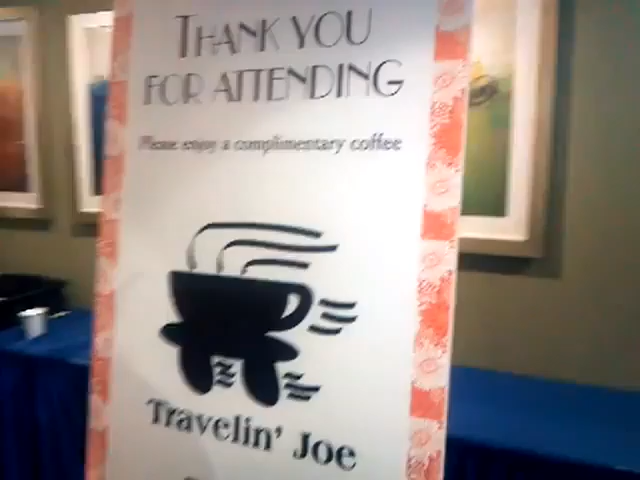 THANK YOU
FOR ATTENDING
Please enjoy a complimentary coffee
Travelin' Joe